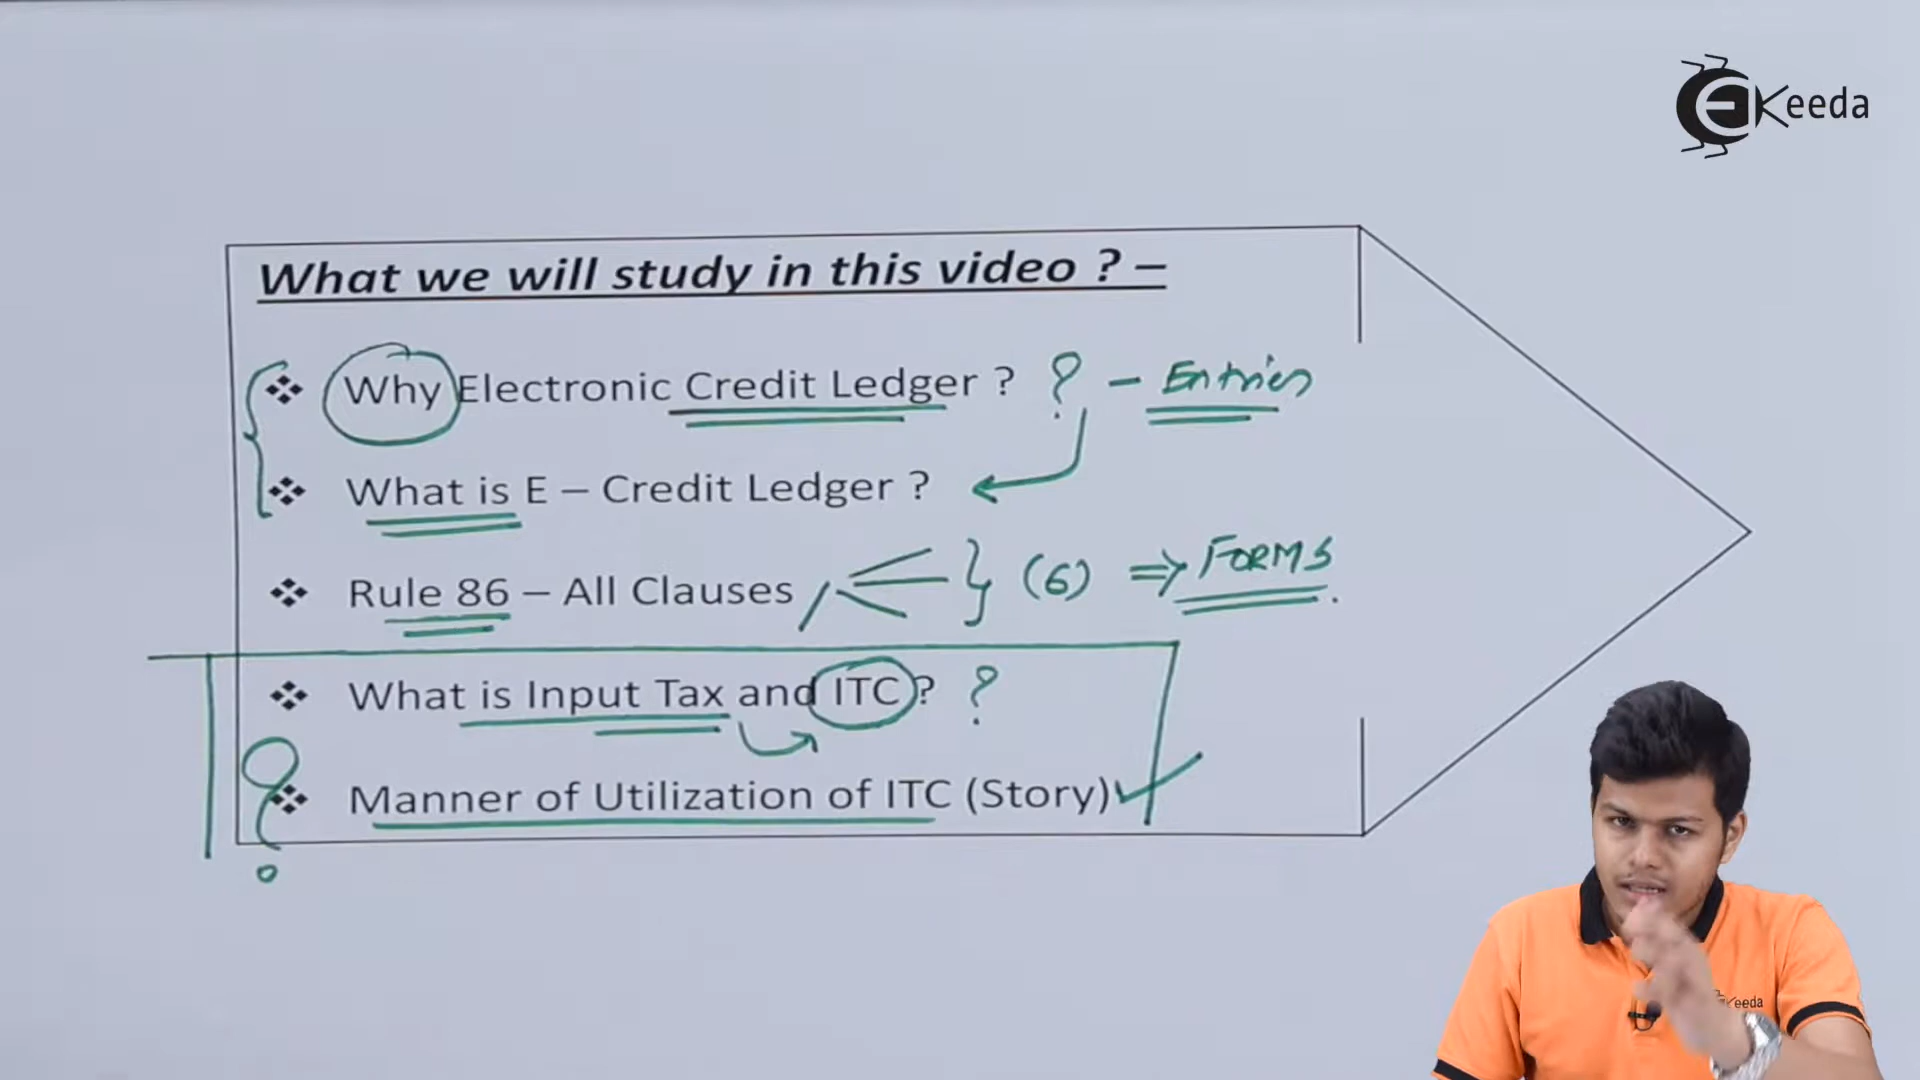 EKeeda
What we will study in this video ? –
❖ Why Electronic Credit Ledger ? ? – Entries
❖ What is E – Credit Ledger ?
❖ Rule 86 – All Clauses } (6) ⇒ FORMS.
❖ What is Input Tax and ITC ? ?
❖ Manner of Utilization of ITC (Story)
?
Keeda